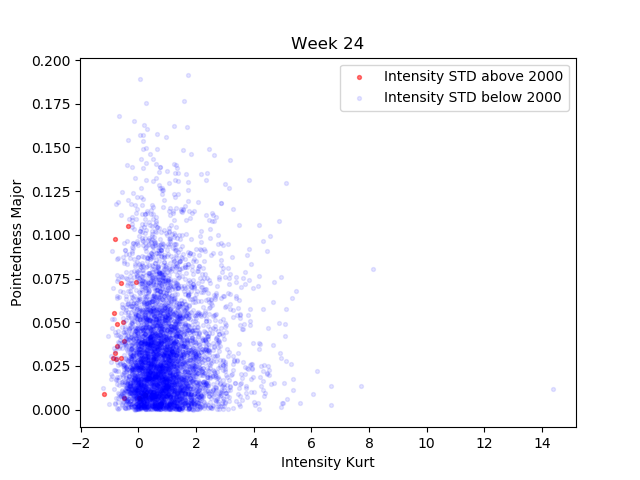 Week 24
Intensity STD above 2000
Intensity STD below 2000
Pointedness Major
0.200
0.175
0.150
0.125
0.100
0.075
0.050
0.025
0.000
−2 0 2 4 6 8 10 12 14
Intensity Kurt